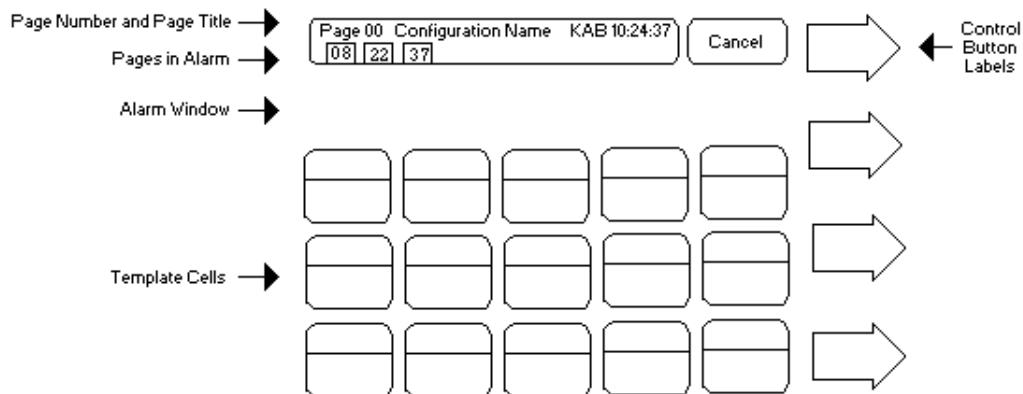 Page Number and Page Title
Page 00 Configuration Name KAB 10:24:37
Cancel
Control
Button
Labels
Pages in Alarm
08 22 37
Alarm Window
Template Cells